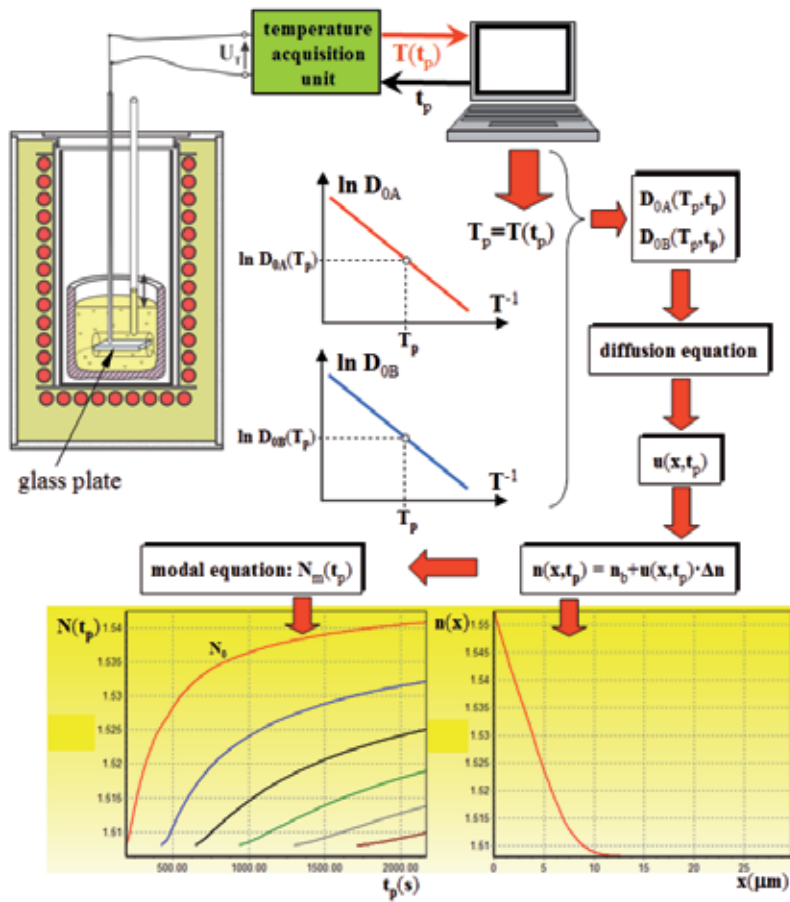 temperature
acquisition
unit
U_T
T(t_p)
t_p
ln D_0A
ln D_0A(T_p)
T^-1
T_p
T_p=T(t_p)
D_0A(T_p,t_p)
D_0B(T_p,t_p)
diffusion equation
ln D_0B
ln D_0B(T_p)
T^-1
T_p
u(x,t_p)
glass plate
modal equation: N_m(t_p)
n(x,t_p) = n_b+u(x,t_p)·Δn
N(t_p)
1.54
1.535
1.53
1.525
1.52
1.515
1.51
N_0
500.00
1000.00
1500.00
2000.00
t_p(s)
n(x)
1.55
1.545
1.54
1.535
1.53
1.525
1.52
1.515
1.51
0
5
10
15
20
25
x(μm)